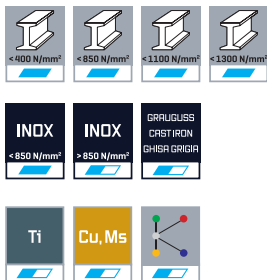 <400 N/mm² <850 N/mm² <1100 N/mm² <1300 N/mm²
INOX INOX GRAUGUSS
CAST IRON
GHISA GRIGIA
<850 N/mm² >850 N/mm²
Ti Cu, Ms